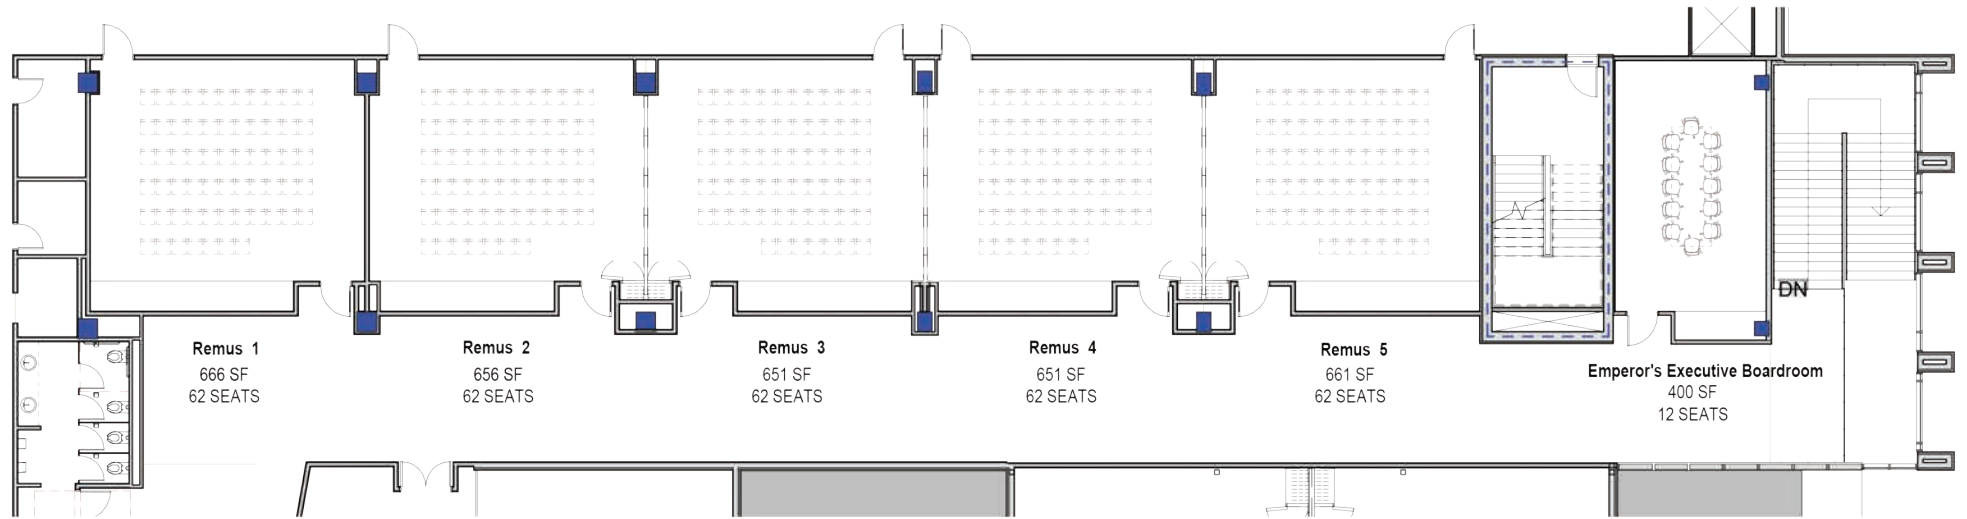 DN
Remus 1
666 SF
62 SEATS
Remus 2
656 SF
62 SEATS
Remus 3
651 SF
62 SEATS
Remus 4
651 SF
62 SEATS
Remus 5
661 SF
62 SEATS
Emperor's Executive Boardroom
400 SF
12 SEATS